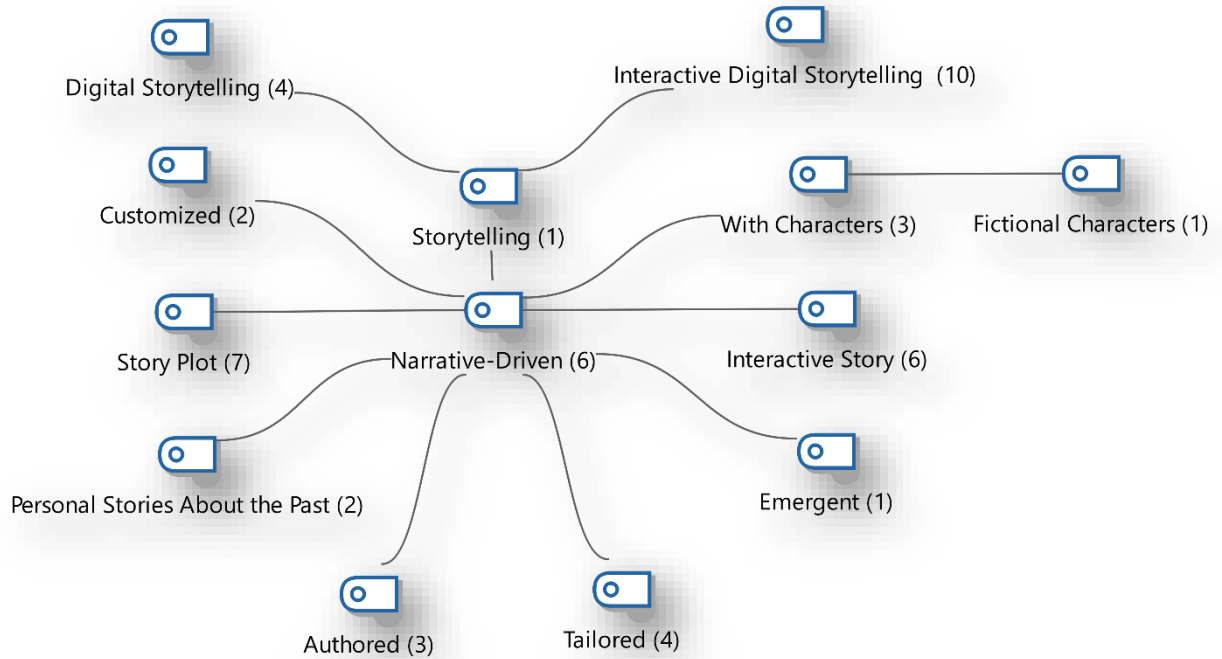 Digital Storytelling (4)
Interactive Digital Storytelling (10)
Customized (2)
Storytelling (1)
With Characters (3)
Fictional Characters (1)
Story Plot (7)
Narrative-Driven (6)
Interactive Story (6)
Personal Stories About the Past (2)
Emergent (1)
Authored (3)
Tailored (4)